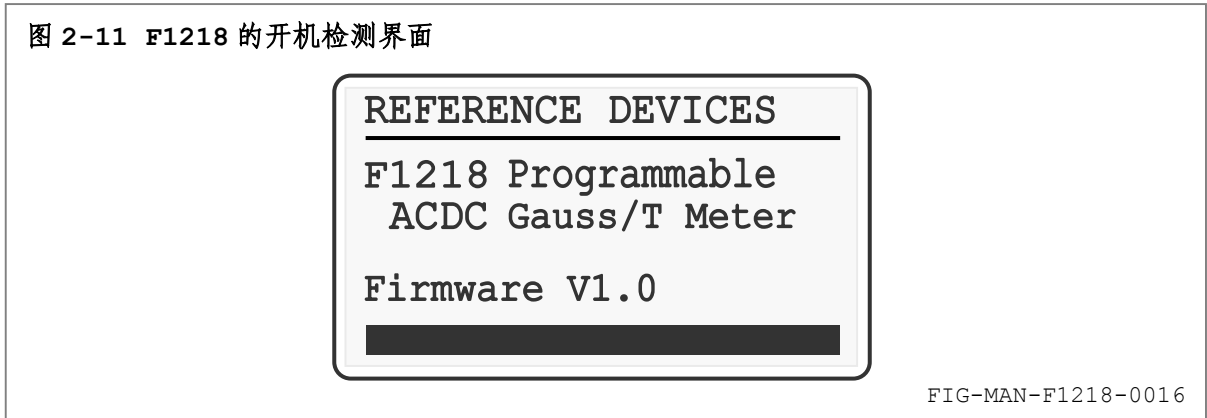 图 2-11 F1218 的开机检测界面
REFERENCE DEVICES
F1218 Programmable
ACDC Gauss/T Meter
Firmware V1.0
FIG-MAN-F1218-0016